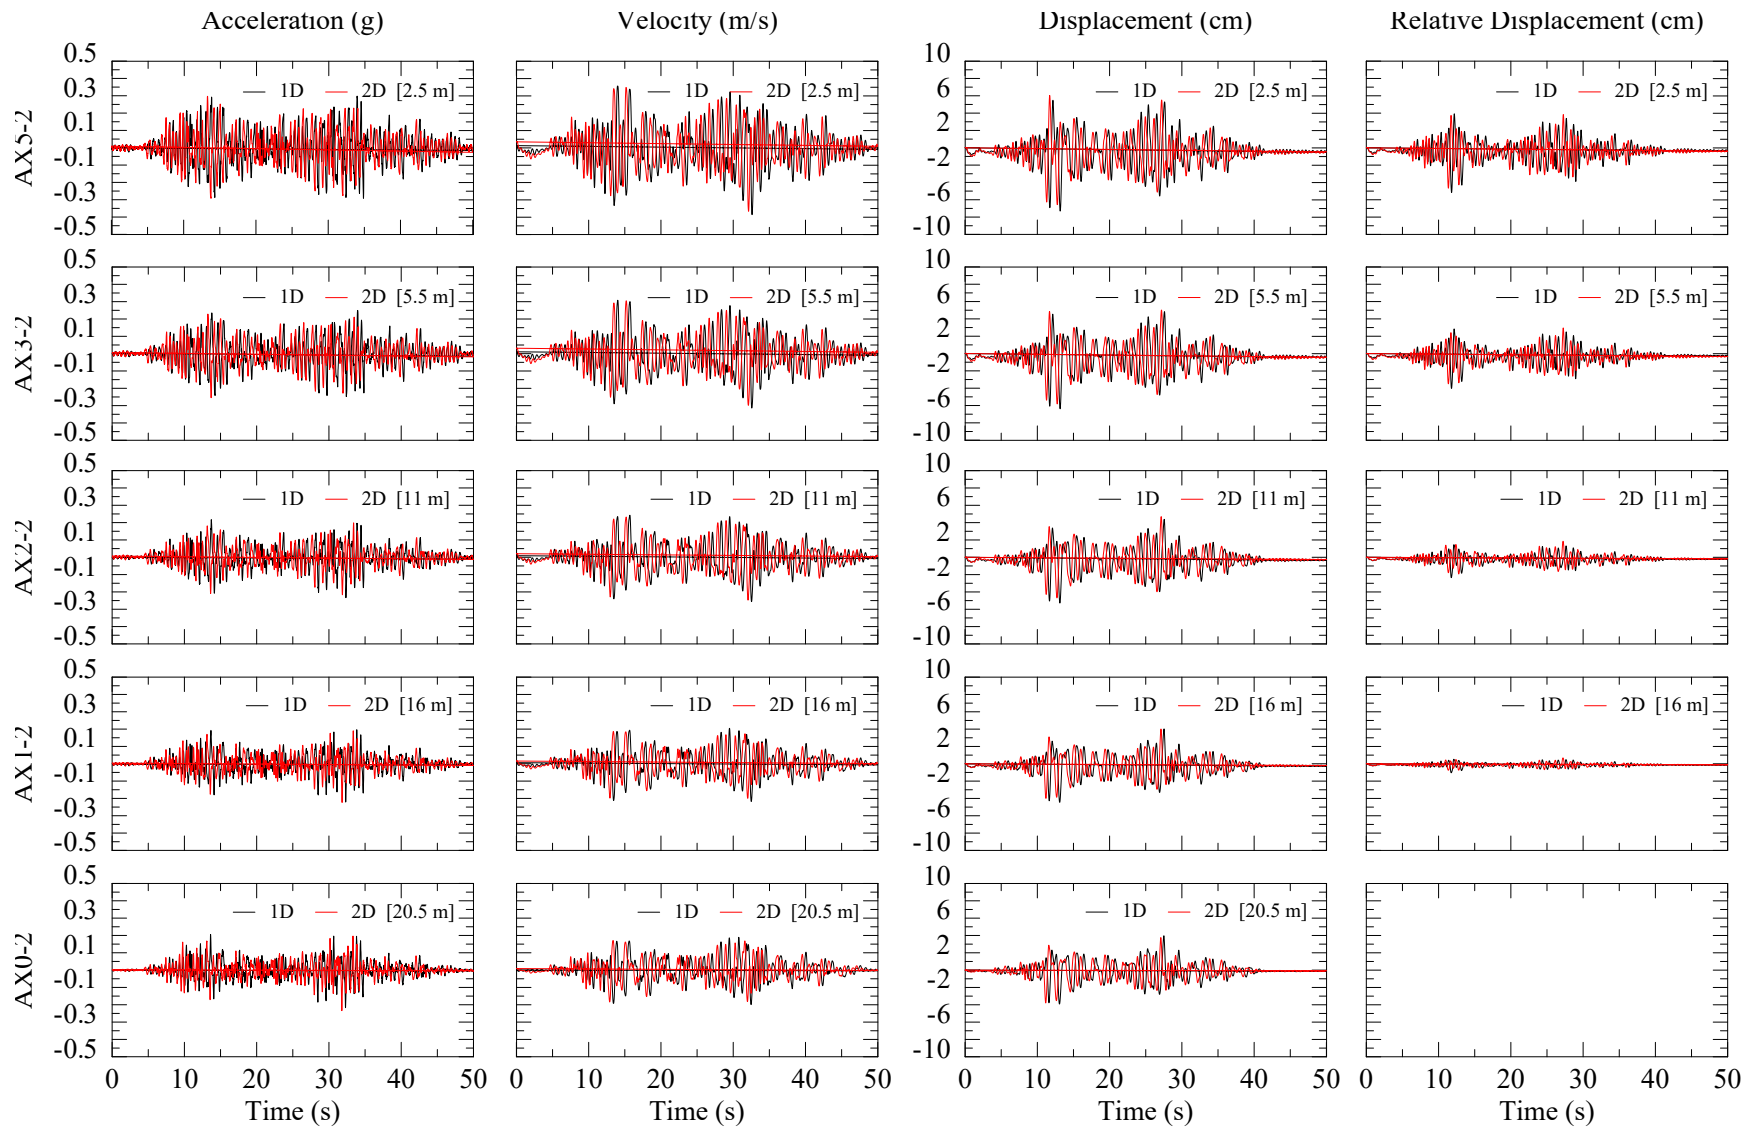 Acceleration (g) Velocity (m/s) Displacement (cm) Relative Displacement (cm)
AX5-2
0.5
0.3
0.1
-0.1
-0.3
-0.5
1D 2D [2.5 m]
1D 2D [2.5 m]
10
6
2
-2
-6
-10
1D 2D [2.5 m]
1D 2D [2.5 m]
AX3-2
0.5
0.3
0.1
-0.1
-0.3
-0.5
1D 2D [5.5 m]
1D 2D [5.5 m]
10
6
2
-2
-6
-10
1D 2D [5.5 m]
1D 2D [5.5 m]
AX2-2
0.5
0.3
0.1
-0.1
-0.3
-0.5
1D 2D [11 m]
1D 2D [11 m]
10
6
2
-2
-6
-10
1D 2D [11 m]
1D 2D [11 m]
AX1-2
0.5
0.3
0.1
-0.1
-0.3
-0.5
1D 2D [16 m]
1D 2D [16 m]
10
6
2
-2
-6
-10
1D 2D [16 m]
1D 2D [16 m]
AX0-2
0.5
0.3
0.1
-0.1
-0.3
-0.5
1D 2D [20.5 m]
1D 2D [20.5 m]
10
6
2
-2
-6
-10
1D 2D [20.5 m]
0 10 20 30 40 50 0 10 20 30 40 50 0 10 20 30 40 50 0 10 20 30 40 50
Time (s) Time (s) Time (s) Time (s)